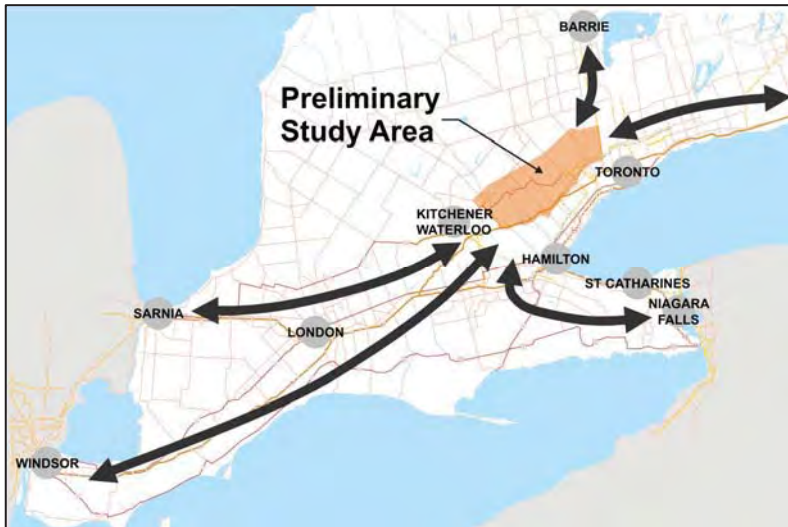 BARRIE
Preliminary
Study Area
TORONTO
KITCHENER
WATERLOO
HAMILTON
ST CATHARINES
NIAGARA
FALLS
SARNIA
LONDON
WINDSOR